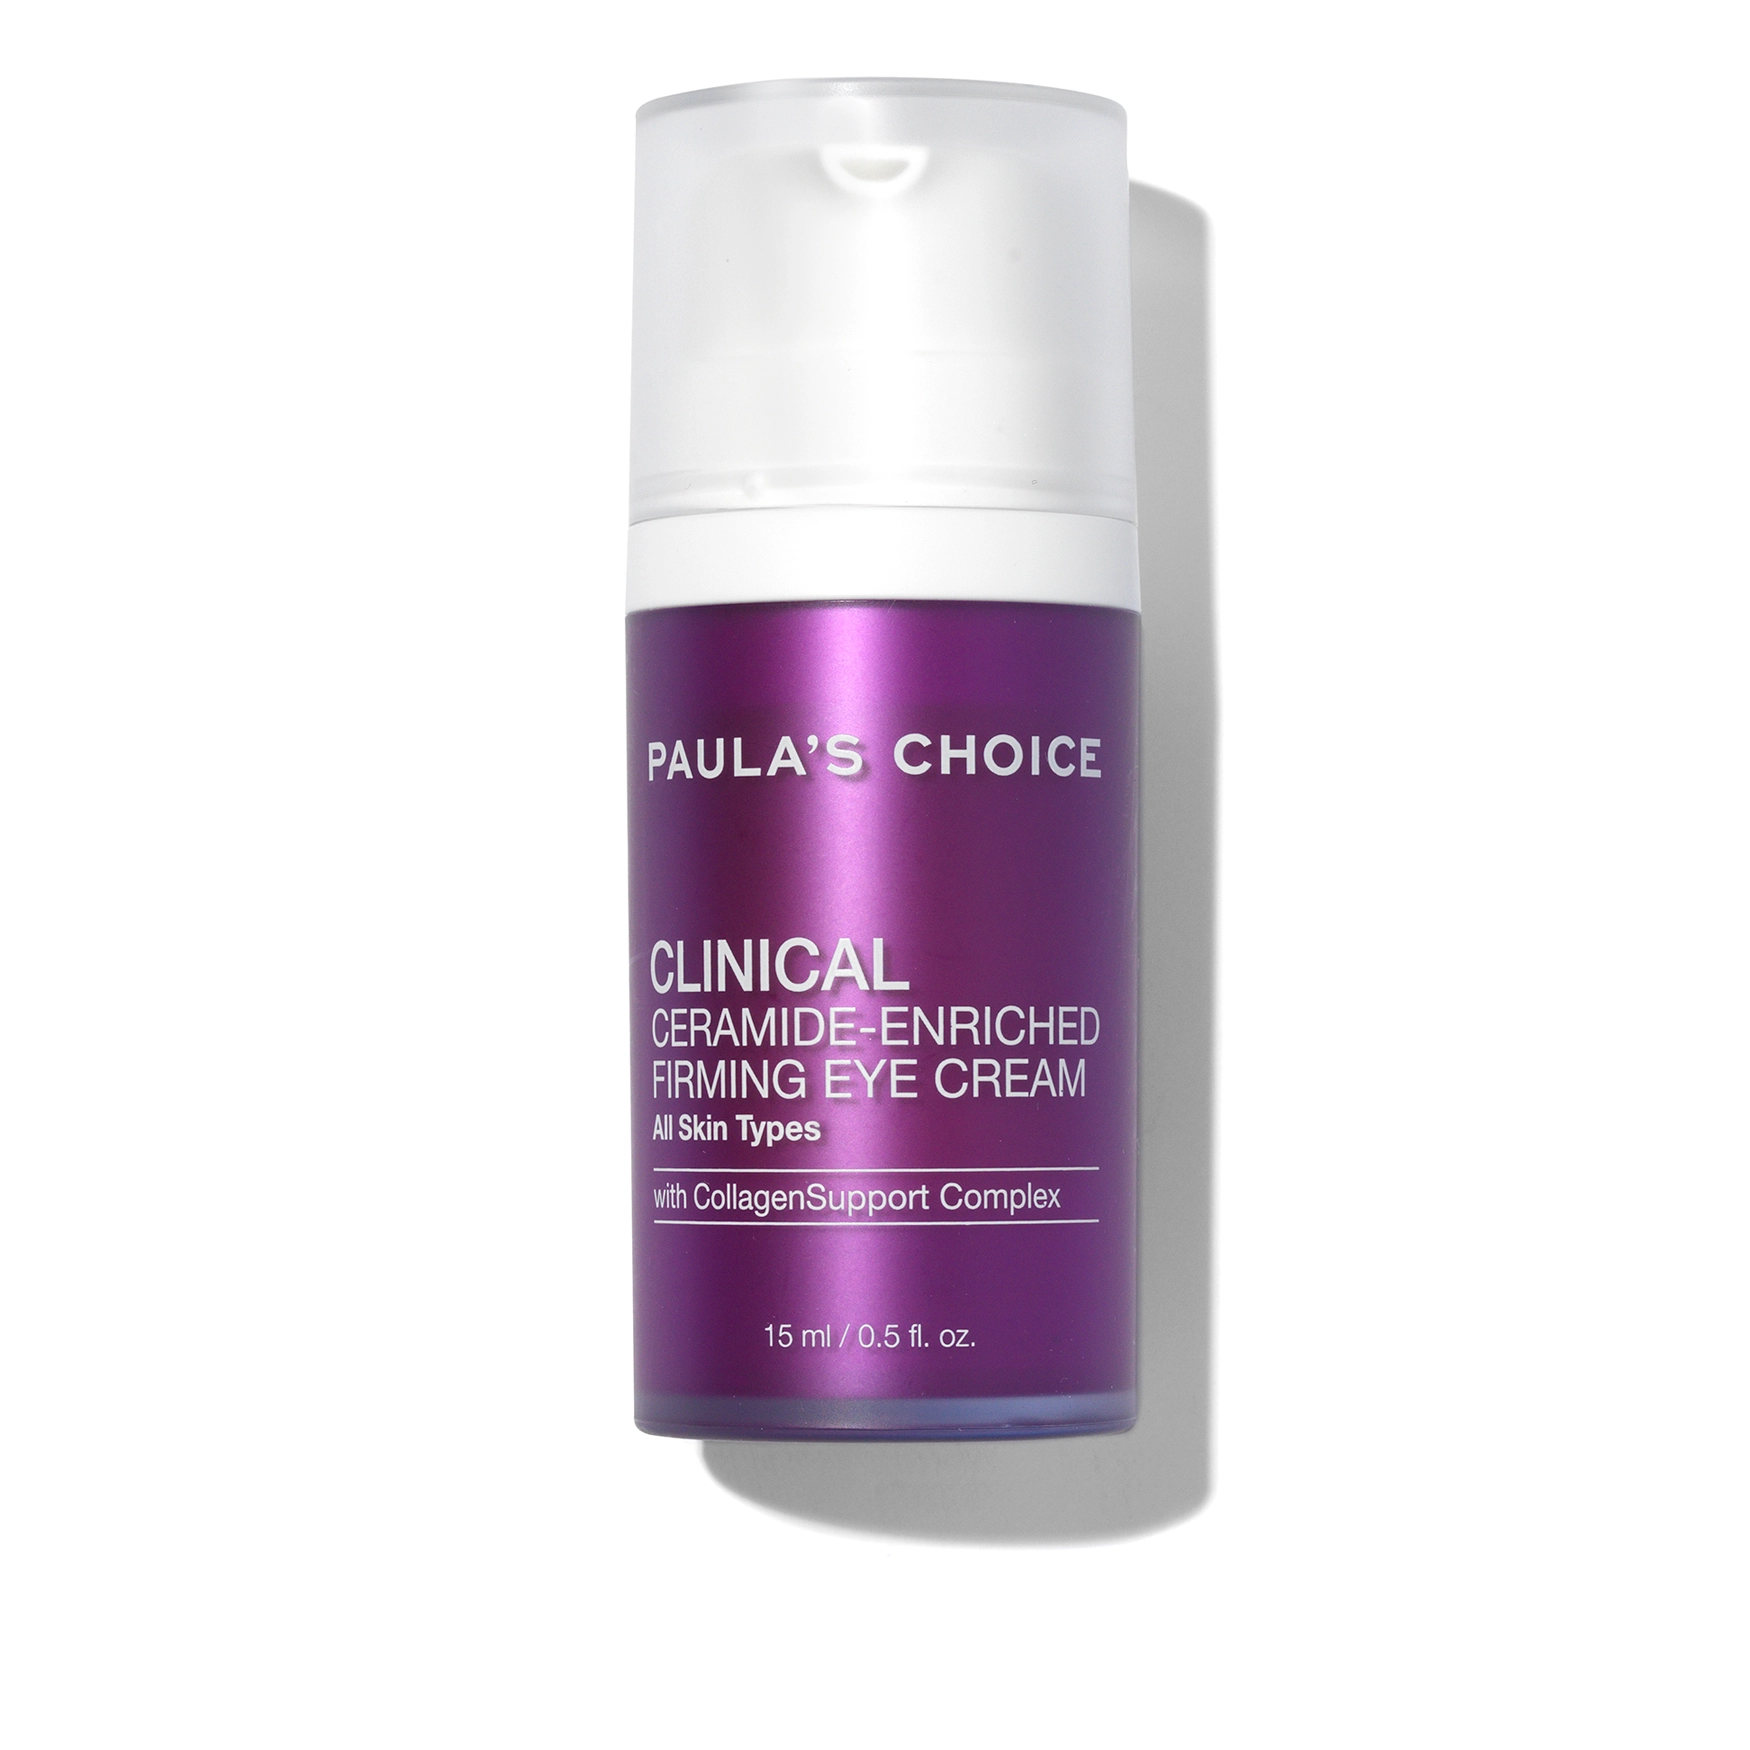 PAULA'S CHOICE
CLINICAL
CERAMIDE-ENRICHED
FIRMING EYE CREAM
All Skin Types
with CollagenSupport Complex
15 ml / 0.5 fl. oz.